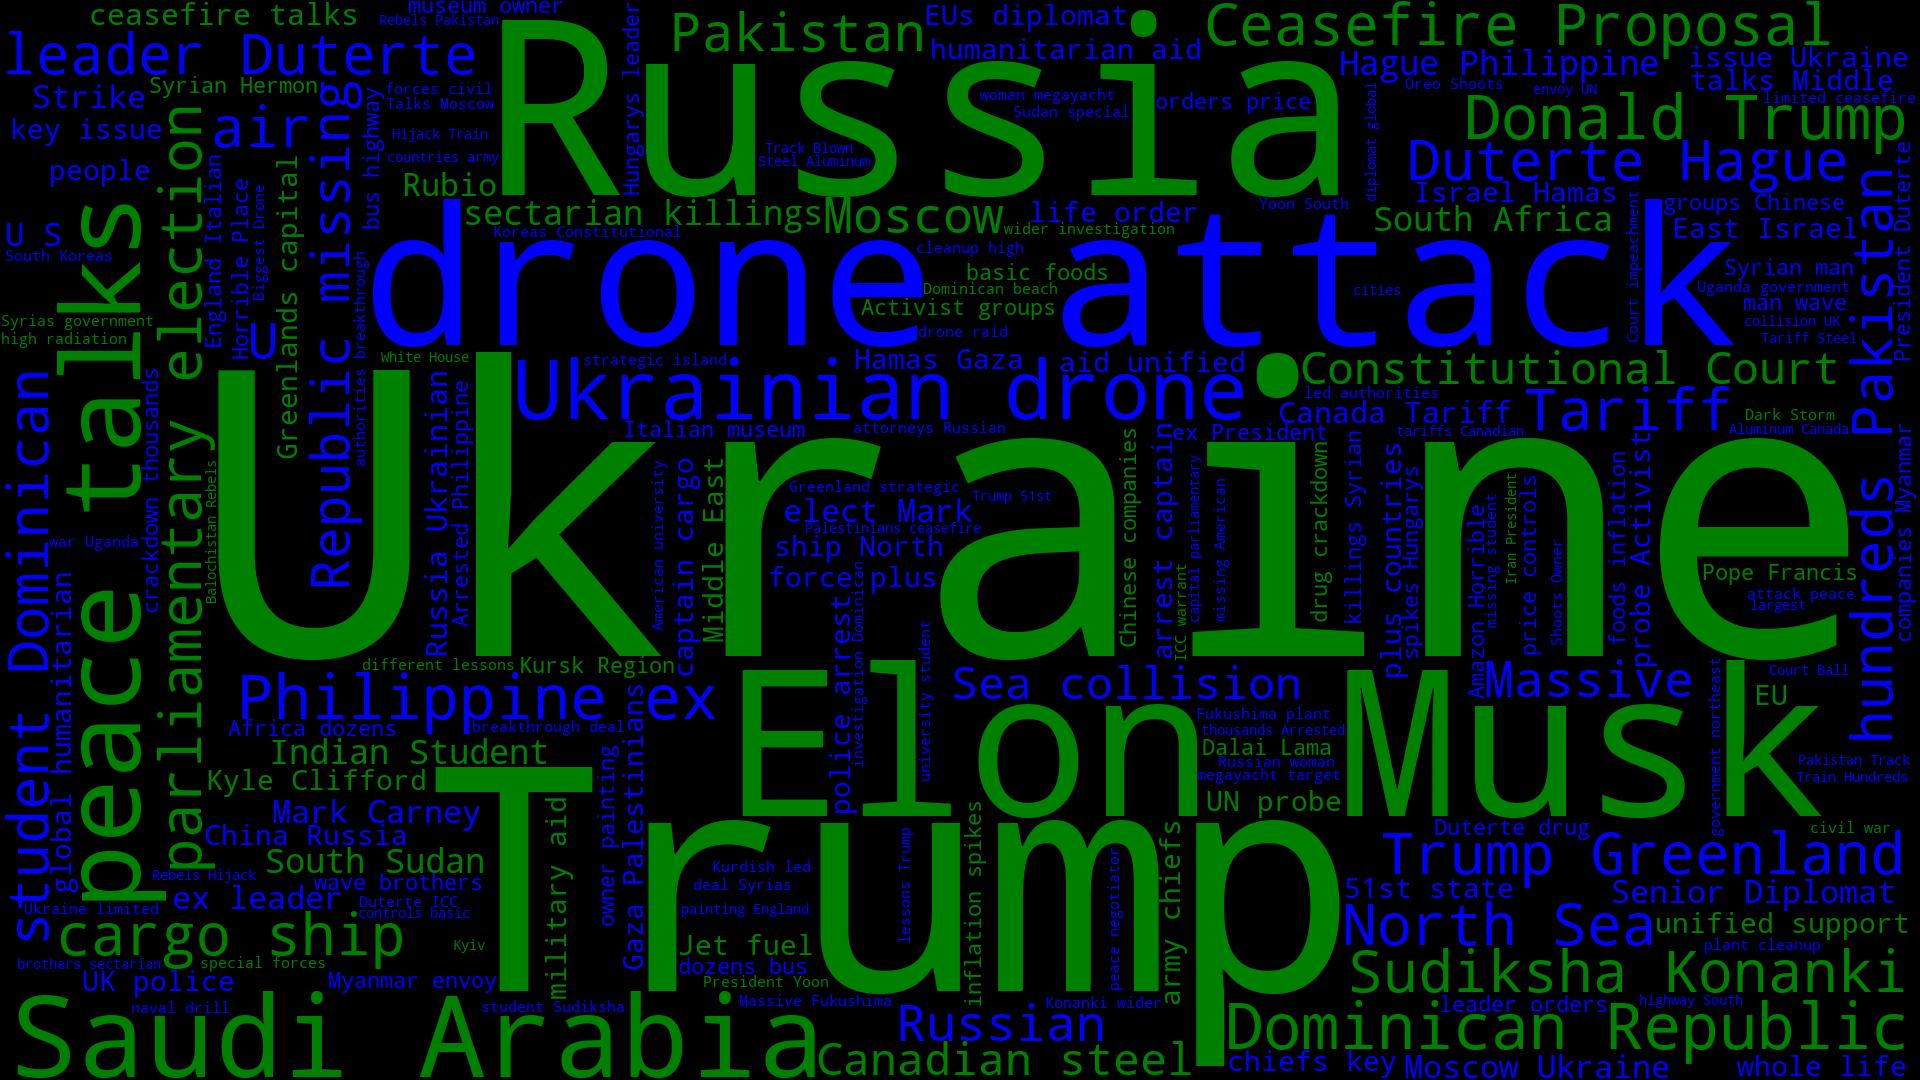 ceasefire talks
museum owner
Rebels Pakistan
leader Duterte
Syrian Hermon
Strike
key issue
air
people
forces civil
Talks Moscow
Hijack Train
countries army
bus highway
Russia
Hungarys leader
Pakistan
EUs diplomat
humanitarian aid
woman megayacht
Sudan special
orders price
Track Blown
Steel Aluminum
Ceasefire Proposal
Hague Philippine
issue Ukraine
talks Middle
Oreo Shoots
envoy UN
limited ceasefire
diplomat global
Donald Trump
Duterte Hague
Israel Hamas
groups Chinese
Yoon South
South Africa
East Israel
Rubio
sectarian killings
Moscow
life order
wider investigation
Koreas Constitutional
cleanup high
basic foods
Dominican beach
Activist groups
drone raid
cities
drone attack
Court impeachment
Syrian man
Uganda government
man wave
collision UK
Tariff Steel
President Duterte
hundreds Pakistan
companies Myanmar
U S
South Koreas
Syrias government
high radiation
peace talks
parliamentary election
England Italian
Horrible Place
Biggest Drone
U
Greenlands capital
Republic missing
authorities breakthrough
White House
strategic island
Hamas Gaza
aid unified
Ukrainian drone
Constitutional Court
led authorities
Canada Tariff
Tariff
Dark Storm
Aluminum Canada
Italian museum
attorneys Russian
ex President
tariffs Canadian
student Dominican
global humanitarian
war Uganda
crackdown thousands
Balochistan Rebels
Ukraine
Russia Ukrainian
Arrested Philippine
American university
captain cargo
Middle East
Greenland strategic
Trump 51st
elect Mark
Palestinians ceasefire
ship North
force plus
Chinese companies
arrest captain
ICC warrant
capital parliamentary
missing American
drug crackdown
killings Syrian
plus countries
spikes Hungarys
Amazon Horrible
missing student
Iran President
price controls
Shoots Owner
foods inflation
probe Activist
Pope Francis
attack peace
largest
different lessons
Kursk Region
Philippine ex
Africa dozens
breakthrough deal
Indian Student
Kyle Clifford
Gaza Palestinians
owner painting
police arrest
investigation Dominican
university student
Elon Musk
Sea collision
Fukushima plant
thousands Arrested
Dalai Lama
Russian woman
megayacht target
UN probe
Massive
government northeast
EU
Court Ball
Pakistan Track
Train Hundreds
Mark Carney
China Russia
South Sudan
Rebels Hijack
wave brothers
ex leader
Duterte ICC
controls basic
Ukraine limited
cargo ship
Kyiv
brothers sectarian
special forces
UK police
Myanmar envoy
military aid
Trump
Kurdish led
deal Syrias
painting England
lessons Trump
Jet fuel
dozens bus
President Yoon
Massive Fukushima
inflation spikes
peace negotiator
army chiefs
Konanki wider
Duterte drug
civil war
Trump Greenland
51st state
Senior Diplomat
North Sea
unified support
plant cleanup
Sudiksha Konanki
leader orders
highway South
Saudi Arabia
naval drill
student Sudiksha
Russian
Canadian steel
Dominican Republic
chiefs key
Moscow Ukraine
whole life